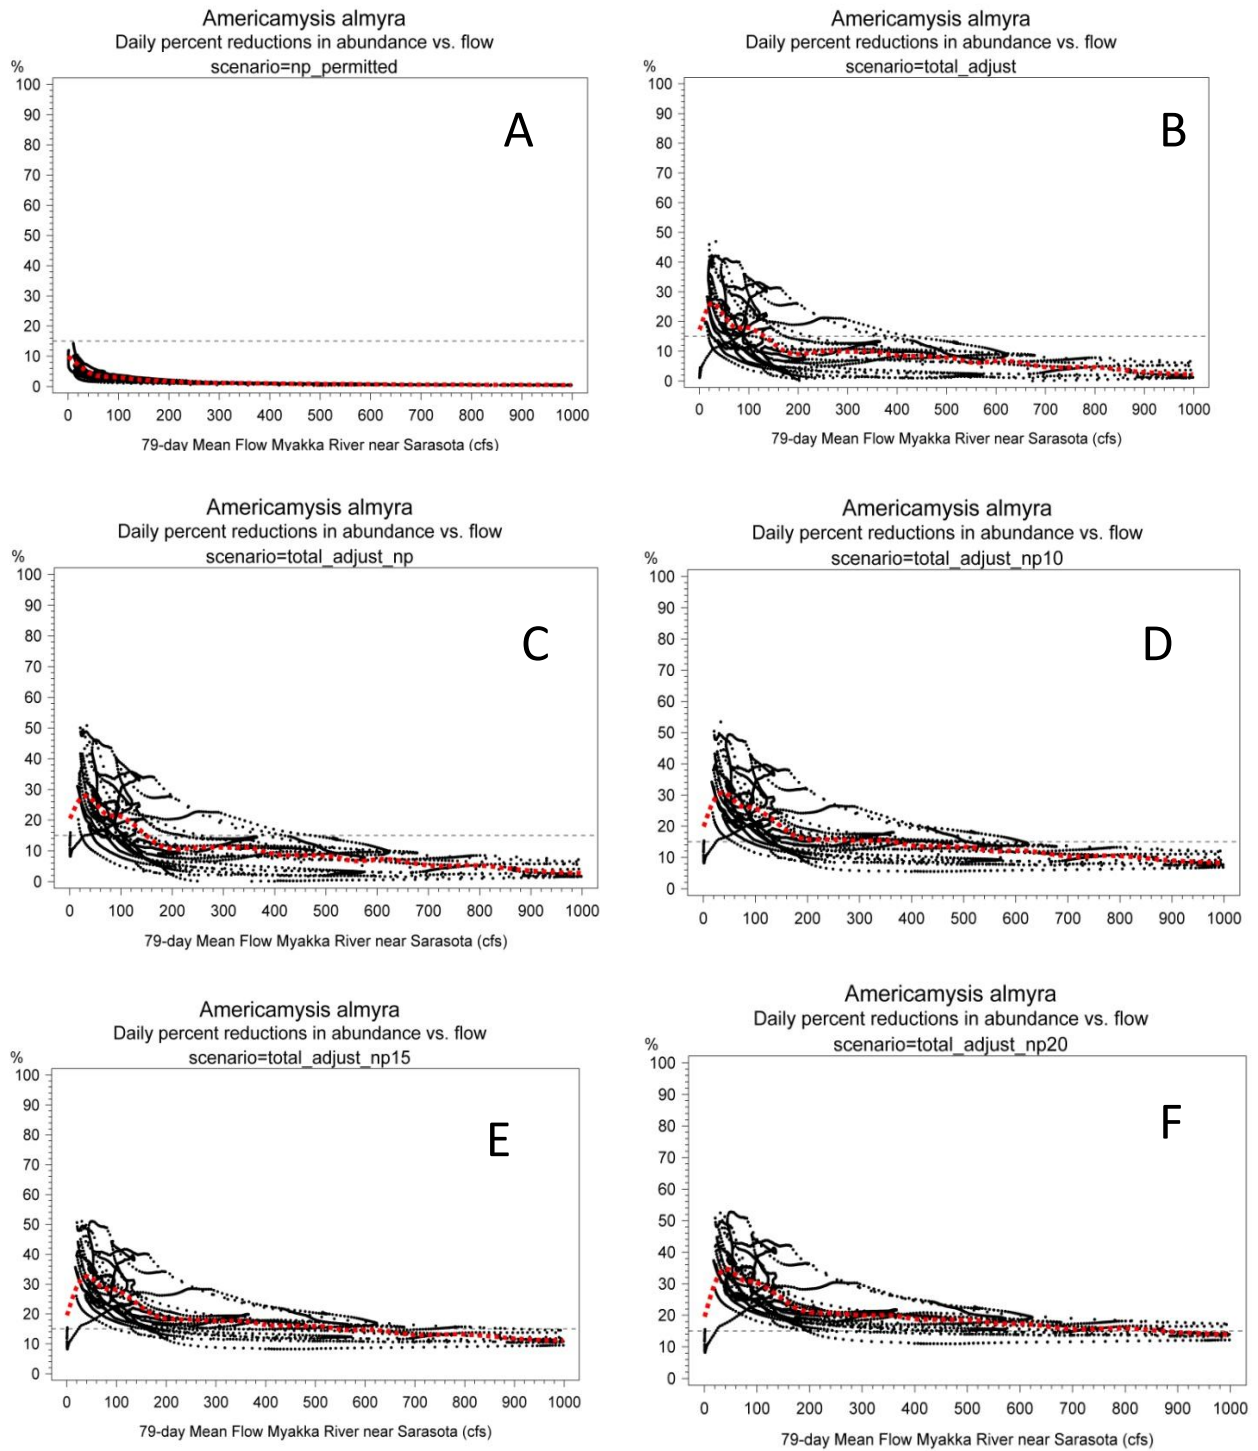 Americamysis almyra
Daily percent reductions in abundance vs. flow
scenario=np_permitted
%
A
100
90
80
70
60
50
40
30
20
10
0
0 100 200 300 400 500 600 700 800 900 1000
79-day Mean Flow Myakka River near Sarasota (cfs)
Americamysis almyra
Daily percent reductions in abundance vs. flow
scenario=total_adjust
%
B
100
90
80
70
60
50
40
30
20
10
0
0 100 200 300 400 500 600 700 800 900 1000
79-day Mean Flow Myakka River near Sarasota (cfs)
Americamysis almyra
Daily percent reductions in abundance vs. flow
scenario=total_adjust_np
%
C
100
90
80
70
60
50
40
30
20
10
0
0 100 200 300 400 500 600 700 800 900 1000
79-day Mean Flow Myakka River near Sarasota (cfs)
Americamysis almyra
Daily percent reductions in abundance vs. flow
scenario=total_adjust_np10
%
D
100
90
80
70
60
50
40
30
20
10
0
0 100 200 300 400 500 600 700 800 900 1000
79-day Mean Flow Myakka River near Sarasota (cfs)
Americamysis almyra
Daily percent reductions in abundance vs. flow
scenario=total_adjust_np15
%
E
100
90
80
70
60
50
40
30
20
10
0
0 100 200 300 400 500 600 700 800 900 1000
79-day Mean Flow Myakka River near Sarasota (cfs)
Americamysis almyra
Daily percent reductions in abundance vs. flow
scenario=total_adjust_np20
%
F
100
90
80
70
60
50
40
30
20
10
0
0 100 200 300 400 500 600 700 800 900 1000
79-day Mean Flow Myakka River near Sarasota (cfs)